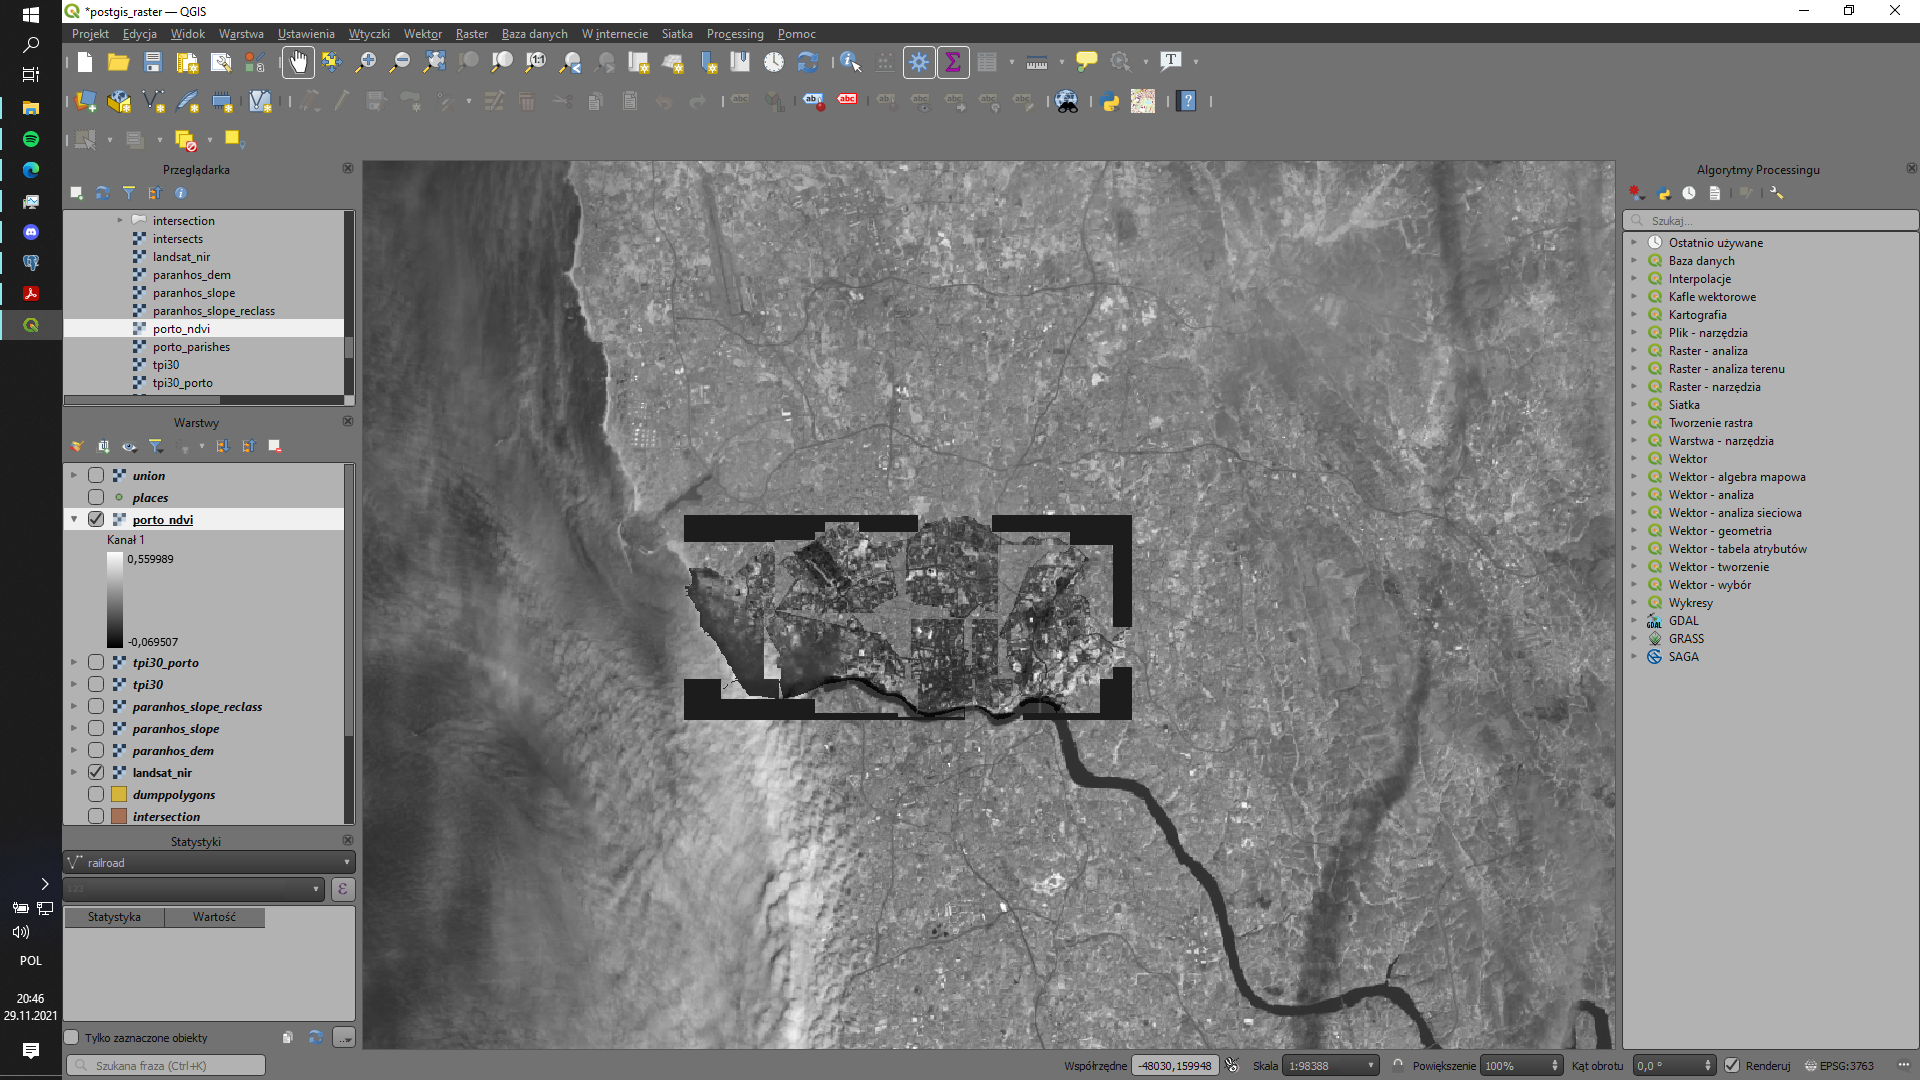 *postgis_raster — QGIS
Projekt Edycja Widok Warstwa Ustawienia Wtyczki Wektor Raster Baza danych W internecie Siatka Processing Pomoc
Przeglądarka
intersection
intersects
landsat_nir
paranhos_dem
paranhos_slope
paranhos_slope_reclass
porto_ndvi
porto_parishes
tpi30
tpi30_porto
Warstwy
union
places
porto_ndvi
Kanał 1
0,559989
-0,069507
tpi30_porto
tpi30
paranhos_slope_reclass
paranhos_slope
paranhos_dem
landsat_nir
dumppolygons
intersection
Statystyki
railroad
123
Statystyka Wartość
Tylko zaznaczone obiekty
Szukana fraza (Ctrl+K)
POL
20:46
29.11.2021
Algorytmy Processingu
Szukaj...
Ostatnio używane
Baza danych
Interpolacje
Kafle wektorowe
Kartografia
Plik - narzędzia
Raster - analiza
Raster - analiza terenu
Raster - narzędzia
Siatka
Tworzenie rastra
Warstwa - narzędzia
Wektor
Wektor - algebra mapowa
Wektor - analiza
Wektor - analiza sieciowa
Wektor - geometria
Wektor - tabela atrybutów
Wektor - tworzenie
Wektor - wybór
Wykresy
GDAL
GRASS
SAGA
Współrzędne -48030,159948 Skala 1:98388 Powiększenie 100% Kąt obrotu 0,0 ° Renderuj EPSG:3763